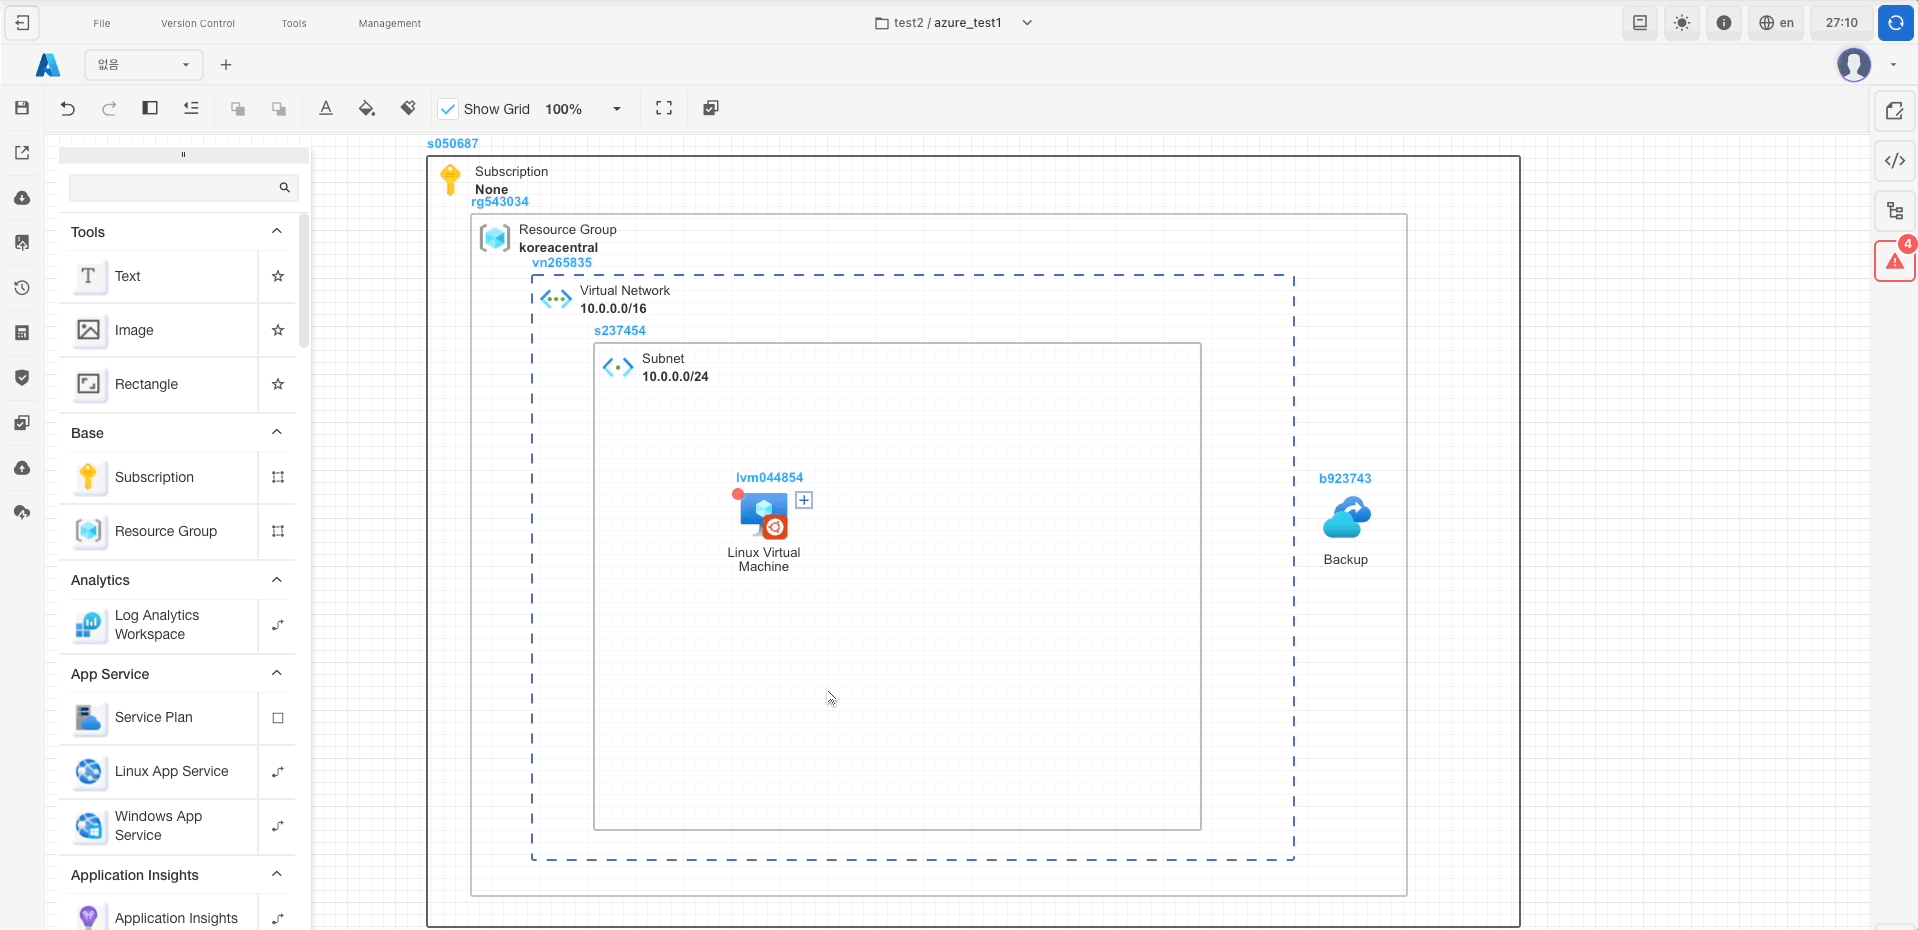 File
Version Control
Tools
Management
test2 / azure_test1
en
27:10
없음
Show Grid
100%
4
Tools
Text
Image
Rectangle
Base
Subscription
Resource Group
Analytics
Log Analytics
Workspace
App Service
Service Plan
Linux App Service
Windows App
Service
Application Insights
Application Insights
s050687
Subscription
None
rg543034
Resource Group
koreacentral
vn265835
Virtual Network
10.0.0.0/16
s237454
Subnet
10.0.0.0/24
lvm044854
Linux Virtual
Machine
b923743
Backup